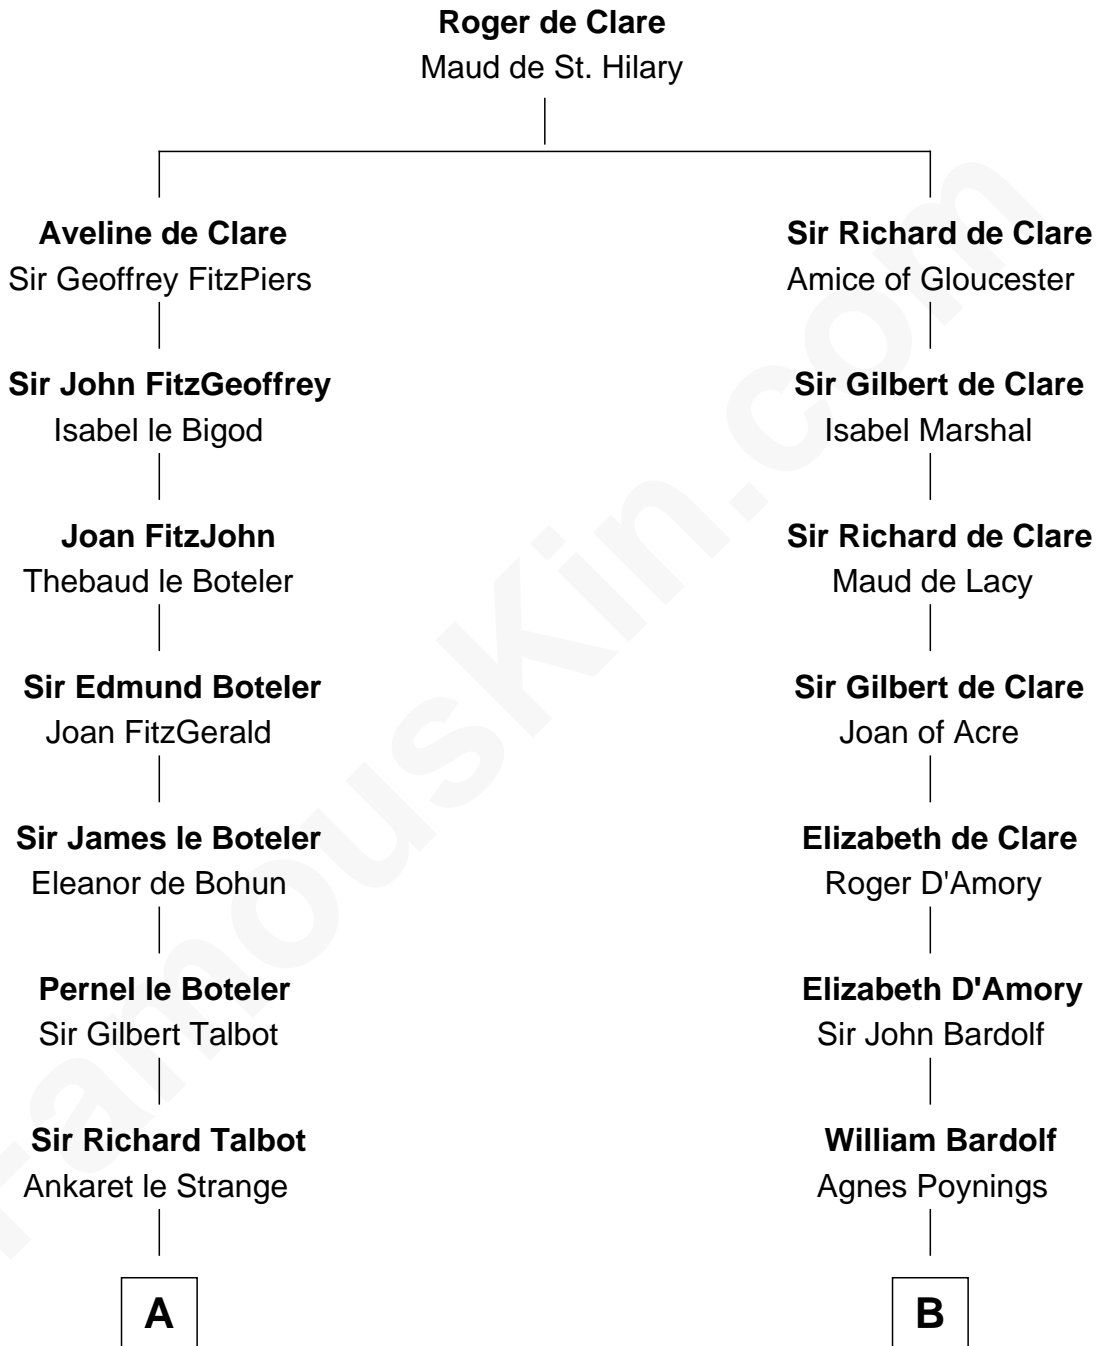 Roger de Clare
Maud de St. Hilary
Aveline de Clare
Sir Geoffrey FitzPiers
Sir Richard de Clare
Amice of Gloucester
Sir John FitzGeoffrey
Isabel le Bigod
Sir Gilbert de Clare
Isabel Marshal
Joan FitzJohn
Thebaud le Boteler
Sir Richard de Clare
Maud de Lacy
Sir Edmund Boteler
Joan FitzGerald
Sir Gilbert de Clare
Joan of Acre
Sir James le Boteler
Eleanor de Bohun
Elizabeth de Clare
Roger D'Amory
Pernel le Boteler
Sir Gilbert Talbot
Elizabeth D'Amory
Sir John Bardolf
Sir Richard Talbot
Ankaret le Strange
William Bardolf
Agnes Poynings
A
B
FamousKin.com